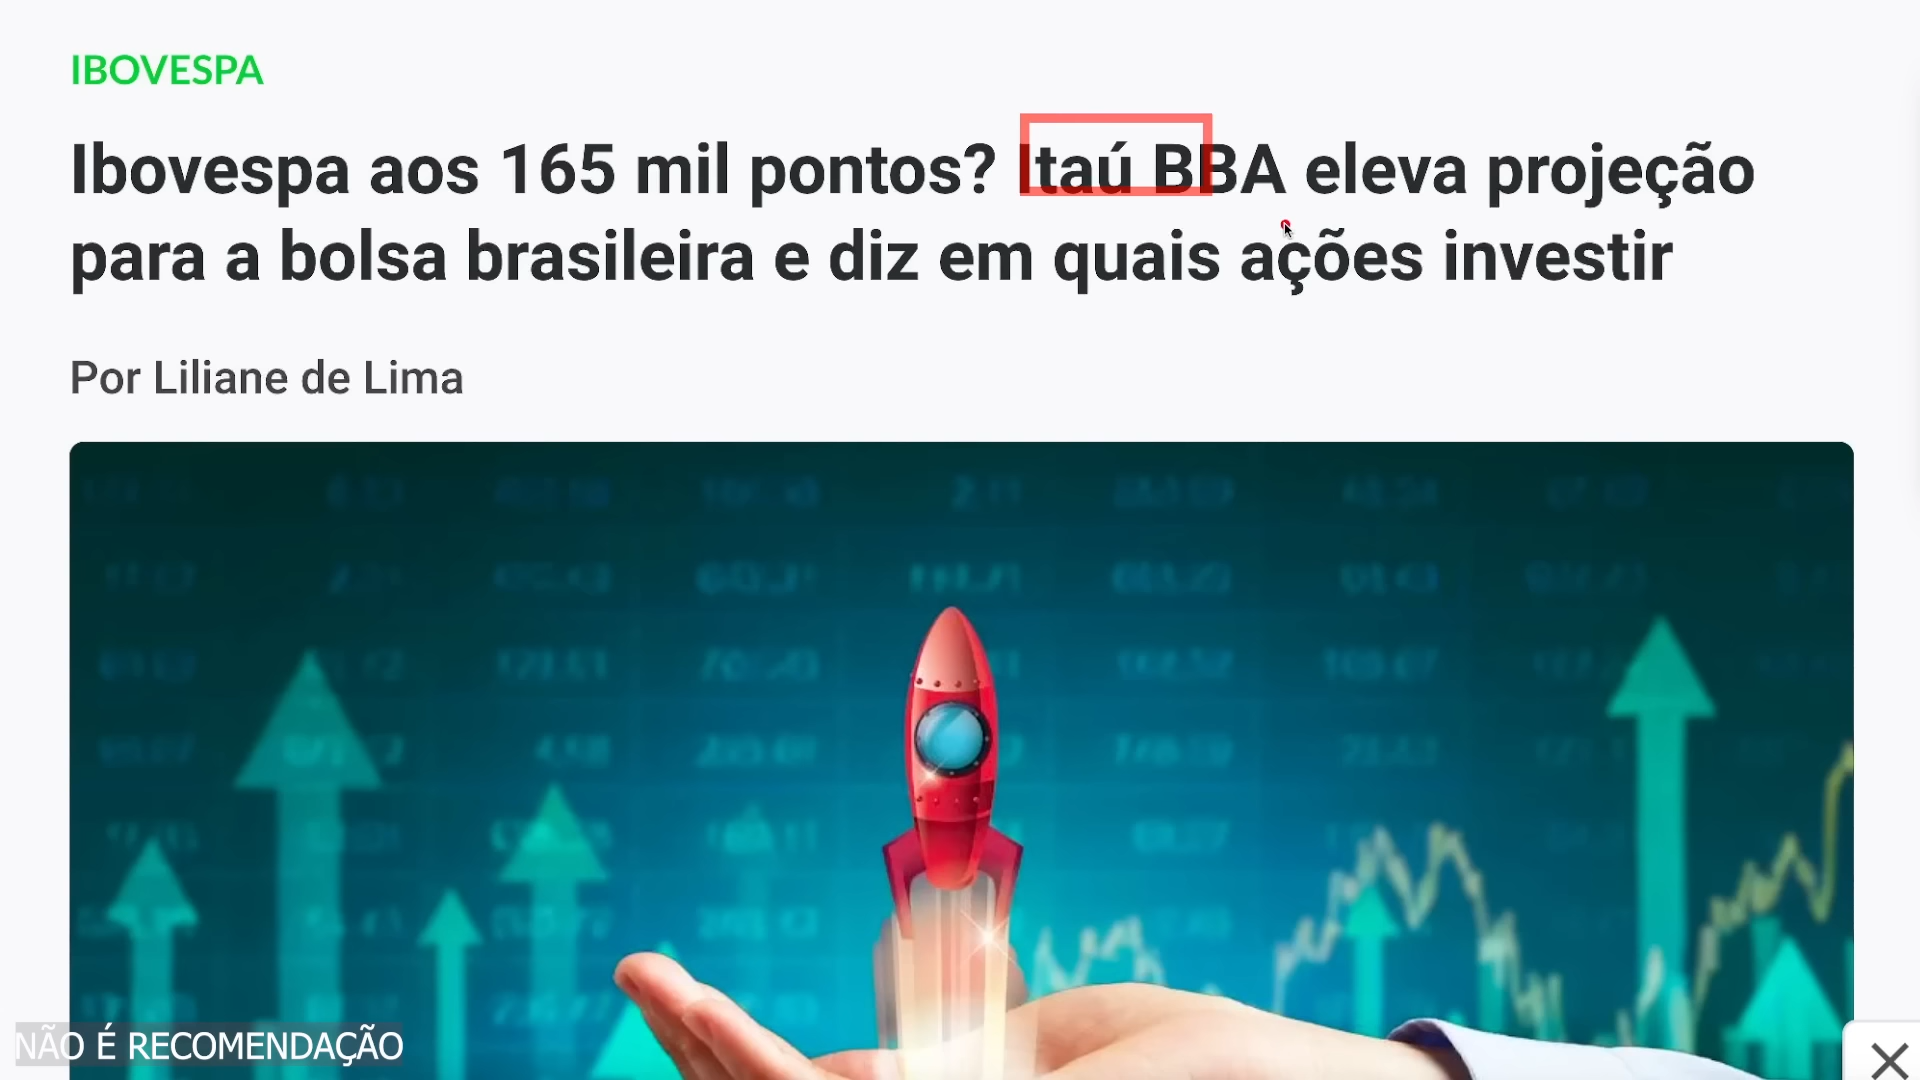 IBOVESPA
Ibovespa aos 165 mil pontos? Itaú BBA eleva projeção
para a bolsa brasileira e diz em quais ações investir
Por Liliane de Lima
NÃO É RECOMENDAÇÃO